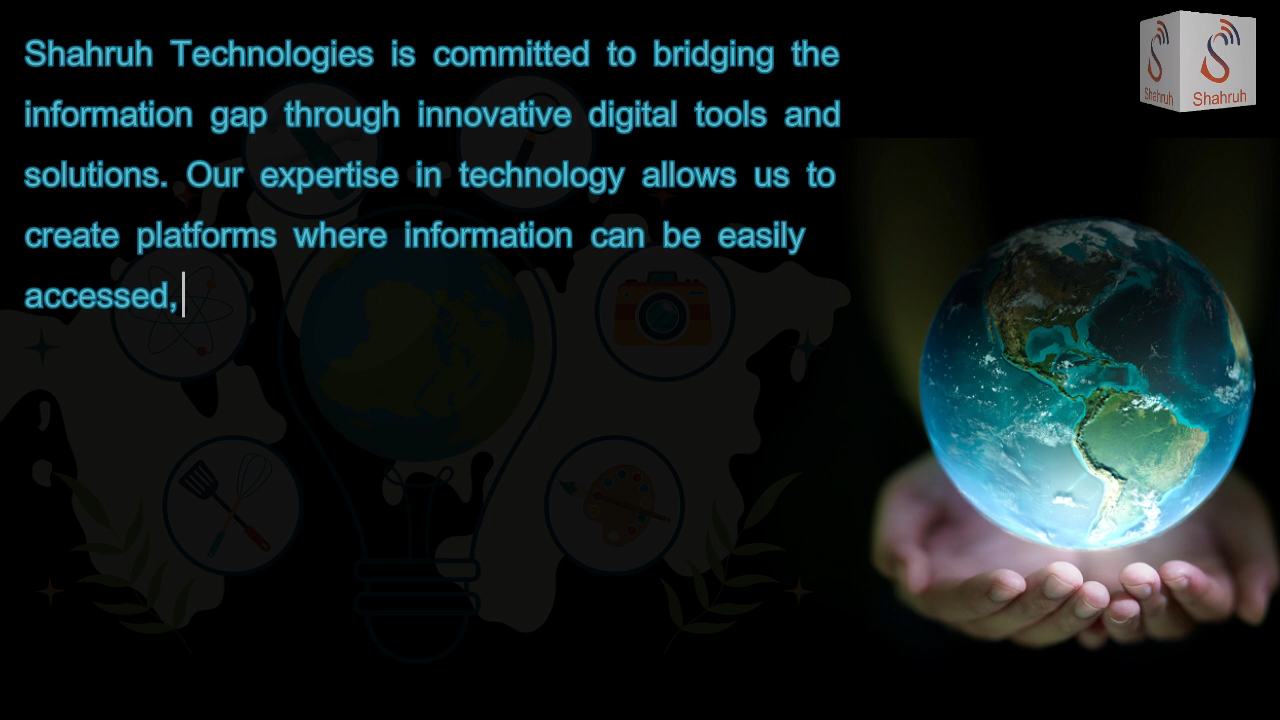 Shahruh Technologies is committed to bridging the
information gap through innovative digital tools and
solutions. Our expertise in technology allows us to
create platforms where information can be easily
accessed,
Shahruh
Shahruh